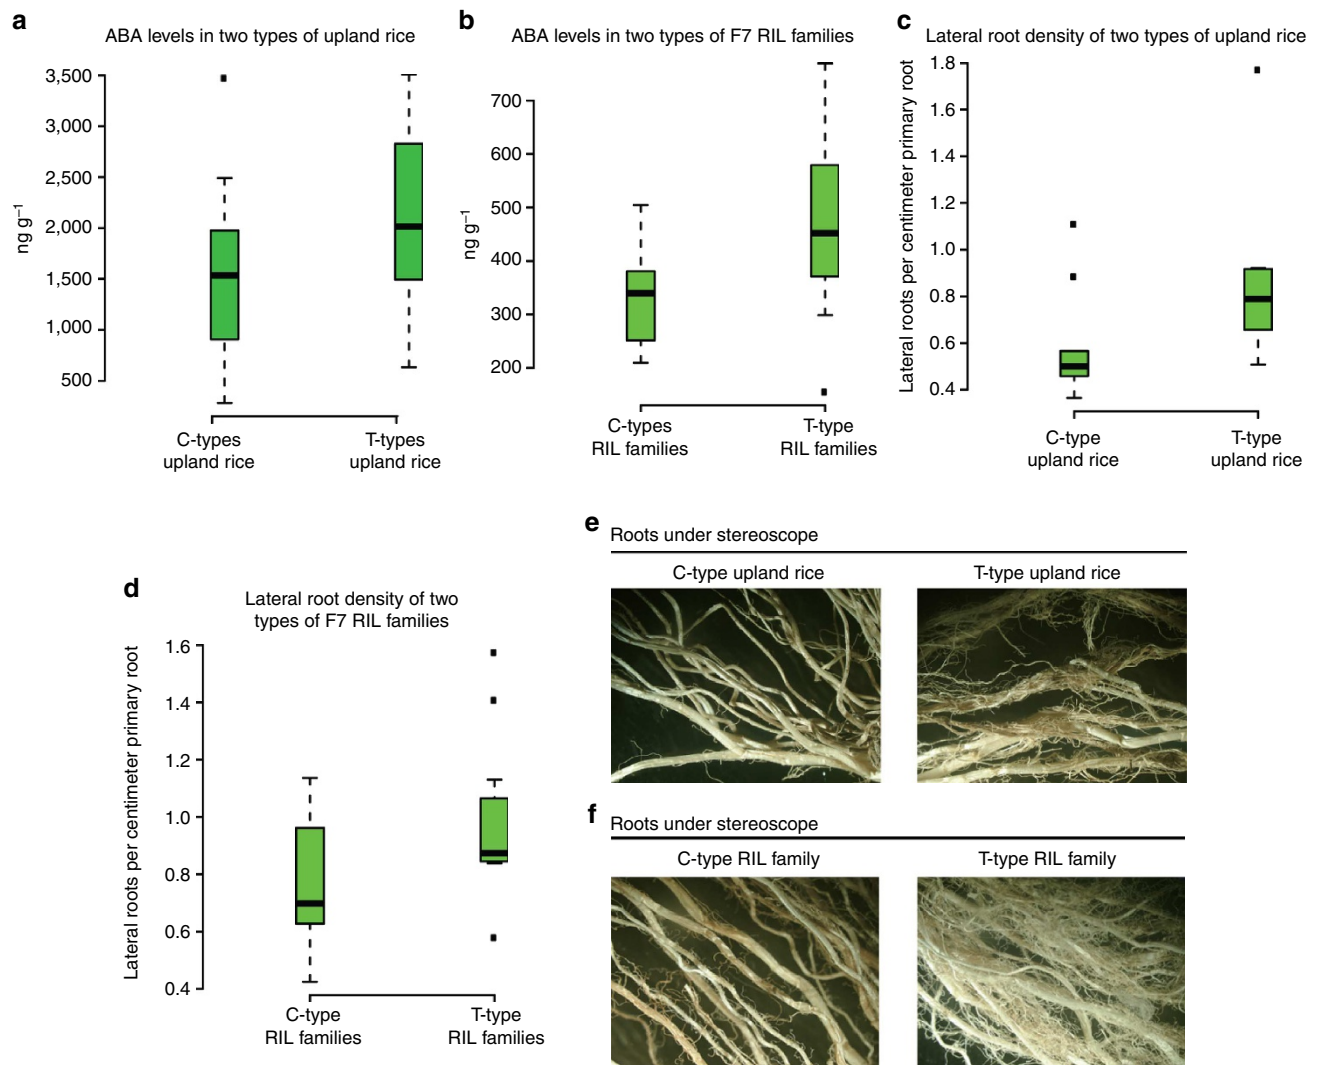 a
ABA levels in two types of upland rice
3,500
3,000
2,500
2,000
1,500
1,000
500
ng g⁻¹
C-types
upland rice
T-types
upland rice
b
ABA levels in two types of F7 RIL families
700
600
500
400
300
200
ng g⁻¹
C-types
RIL families
T-type
RIL families
c
Lateral root density of two types of upland rice
1.8
1.6
1.4
1.2
1.0
0.8
0.6
0.4
Lateral roots per centimeter primary root
C-type
upland rice
T-type
upland rice
d
Lateral root density of two
types of F7 RIL families
1.6
1.4
1.2
1.0
0.8
0.6
0.4
Lateral roots per centimeter primary root
C-type
RIL families
T-type
RIL families
e
Roots under stereoscope
C-type upland rice
T-type upland rice
f
Roots under stereoscope
C-type RIL family
T-type RIL family